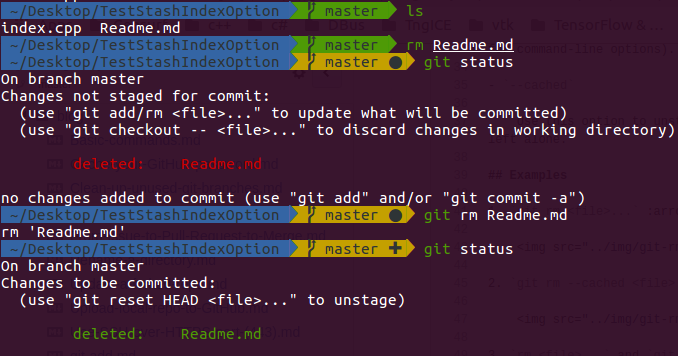 ~/Desktop/TestStashIndexOption master ls
index.cpp Readme.md
~/Desktop/TestStashIndexOption master rm Readme.md
~/Desktop/TestStashIndexOption master ● git status
On branch master
Changes not staged for commit:
(use "git add/rm <file>..." to update what will be committed)
(use "git checkout -- <file>..." to discard changes in working directory)
deleted: Readme.md
no changes added to commit (use "git add" and/or "git commit -a")
~/Desktop/TestStashIndexOption master ● git rm Readme.md
rm 'Readme.md'
~/Desktop/TestStashIndexOption master ✚ git status
On branch master
Changes to be committed:
(use "git reset HEAD <file>..." to unstage)
deleted: Readme.md